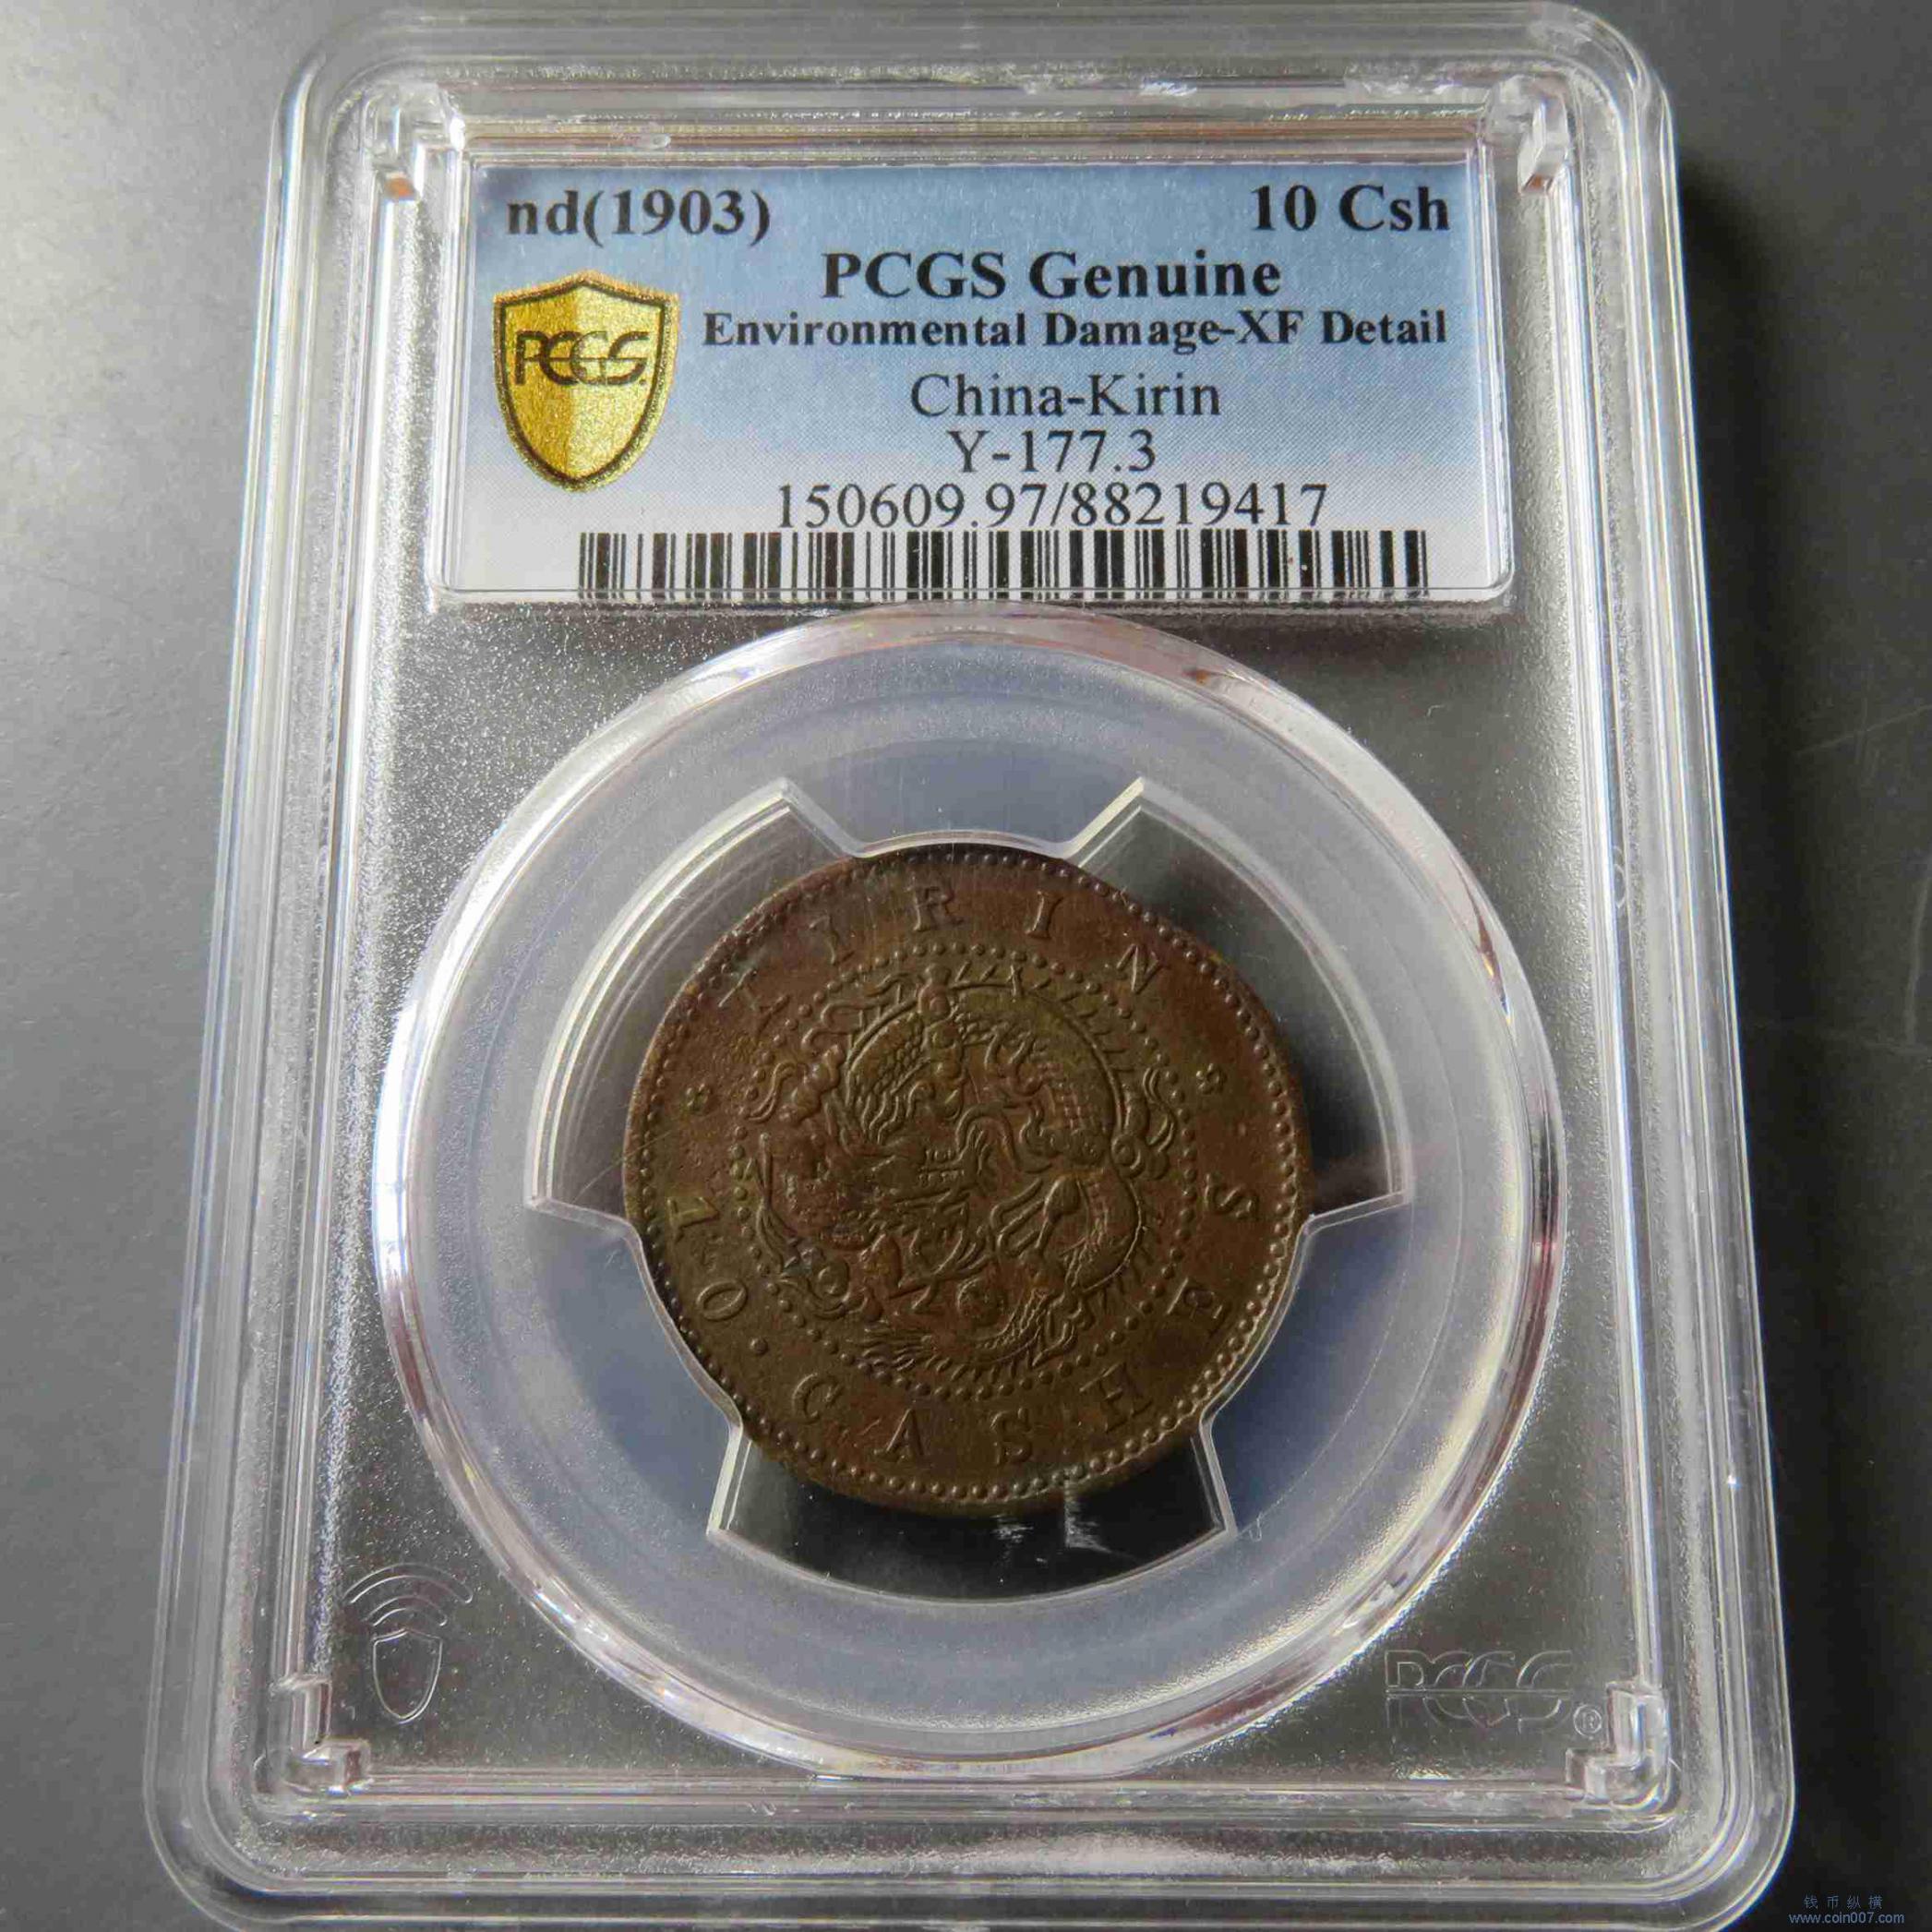 nd(1903) 10 Csh
PCGS Genuine
PCGS
Environmental Damage-XF Detail
China-Kirin
Y-177.3
150609.97/88219417
KIRIN
10.CASHES
PCGS®
钱币纵横
www.coin007.com